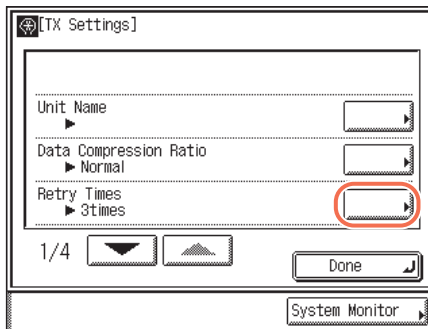 [TX Settings]
Unit Name
▶
Data Compression Ratio
▶ Normal
Retry Times
▶ 3times
1/4
Done
System Monitor